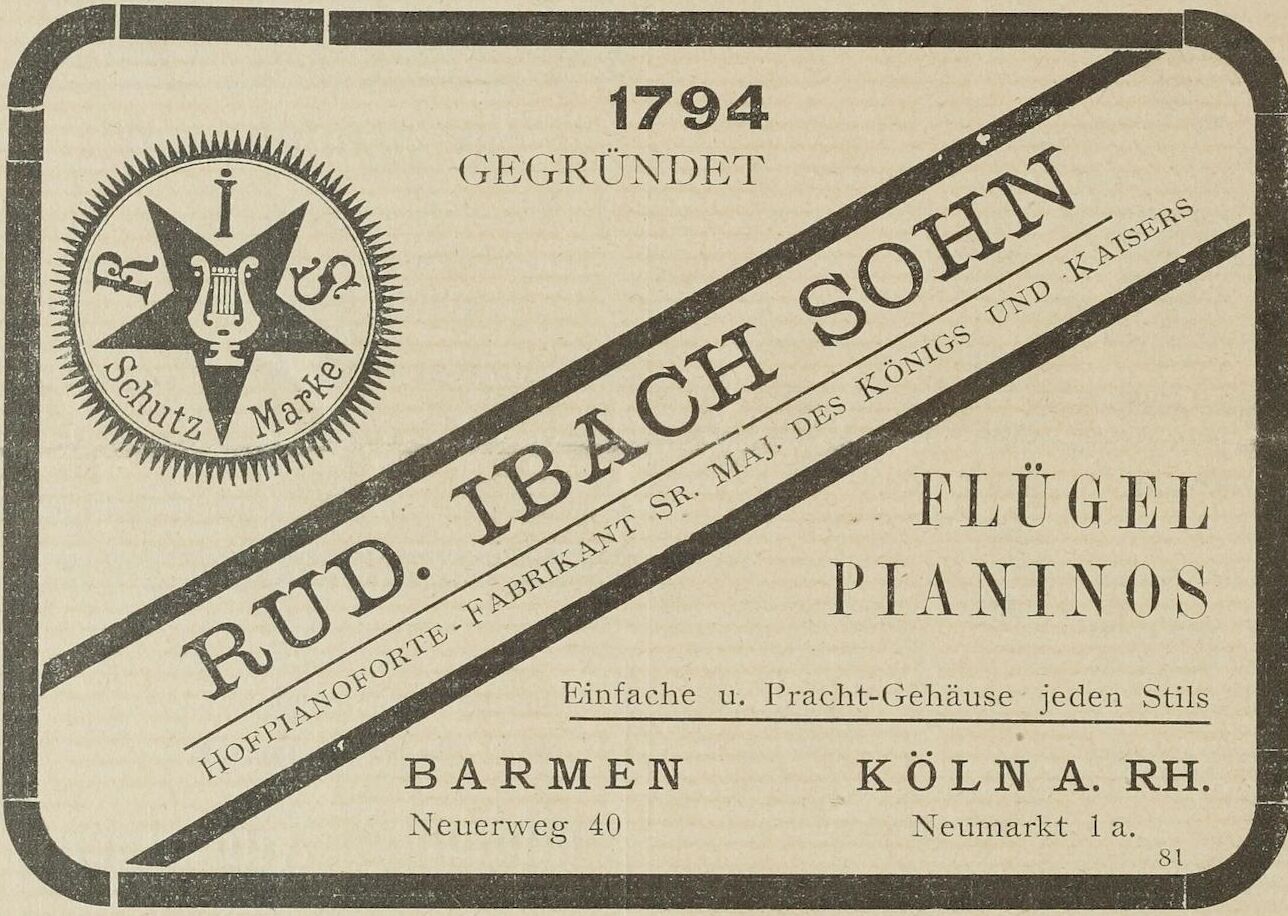 1794
GEGRÜNDET
R i S
Schutz Marke
RUD. IBACH SOHN
HOFPIANOFORTE-FABRIKANT SR. MAJ. DES KÖNIGS UND KAISERS
FLÜGEL
PIANINOS
Einfache u. Pracht-Gehäuse jeden Stils
BARMEN
Neuerweg 40
KÖLN A. RH.
Neumarkt 1 a.
81